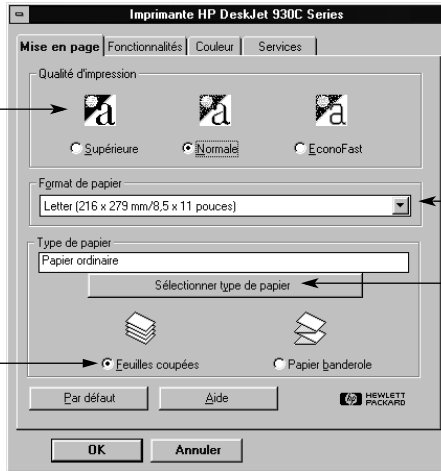 Imprimante HP DeskJet 930C Series
Mise en page Fonctionnalités Couleur Services
Qualité d'impression
a a a
Supérieure Normale EconoFast
Format de papier
Letter (216 x 279 mm/8,5 x 11 pouces)
Type de papier
Papier ordinaire
Sélectionner type de papier
Feuilles coupées Papier banderole
Par défaut Aide hp HEWLETT
PACKARD
OK Annuler